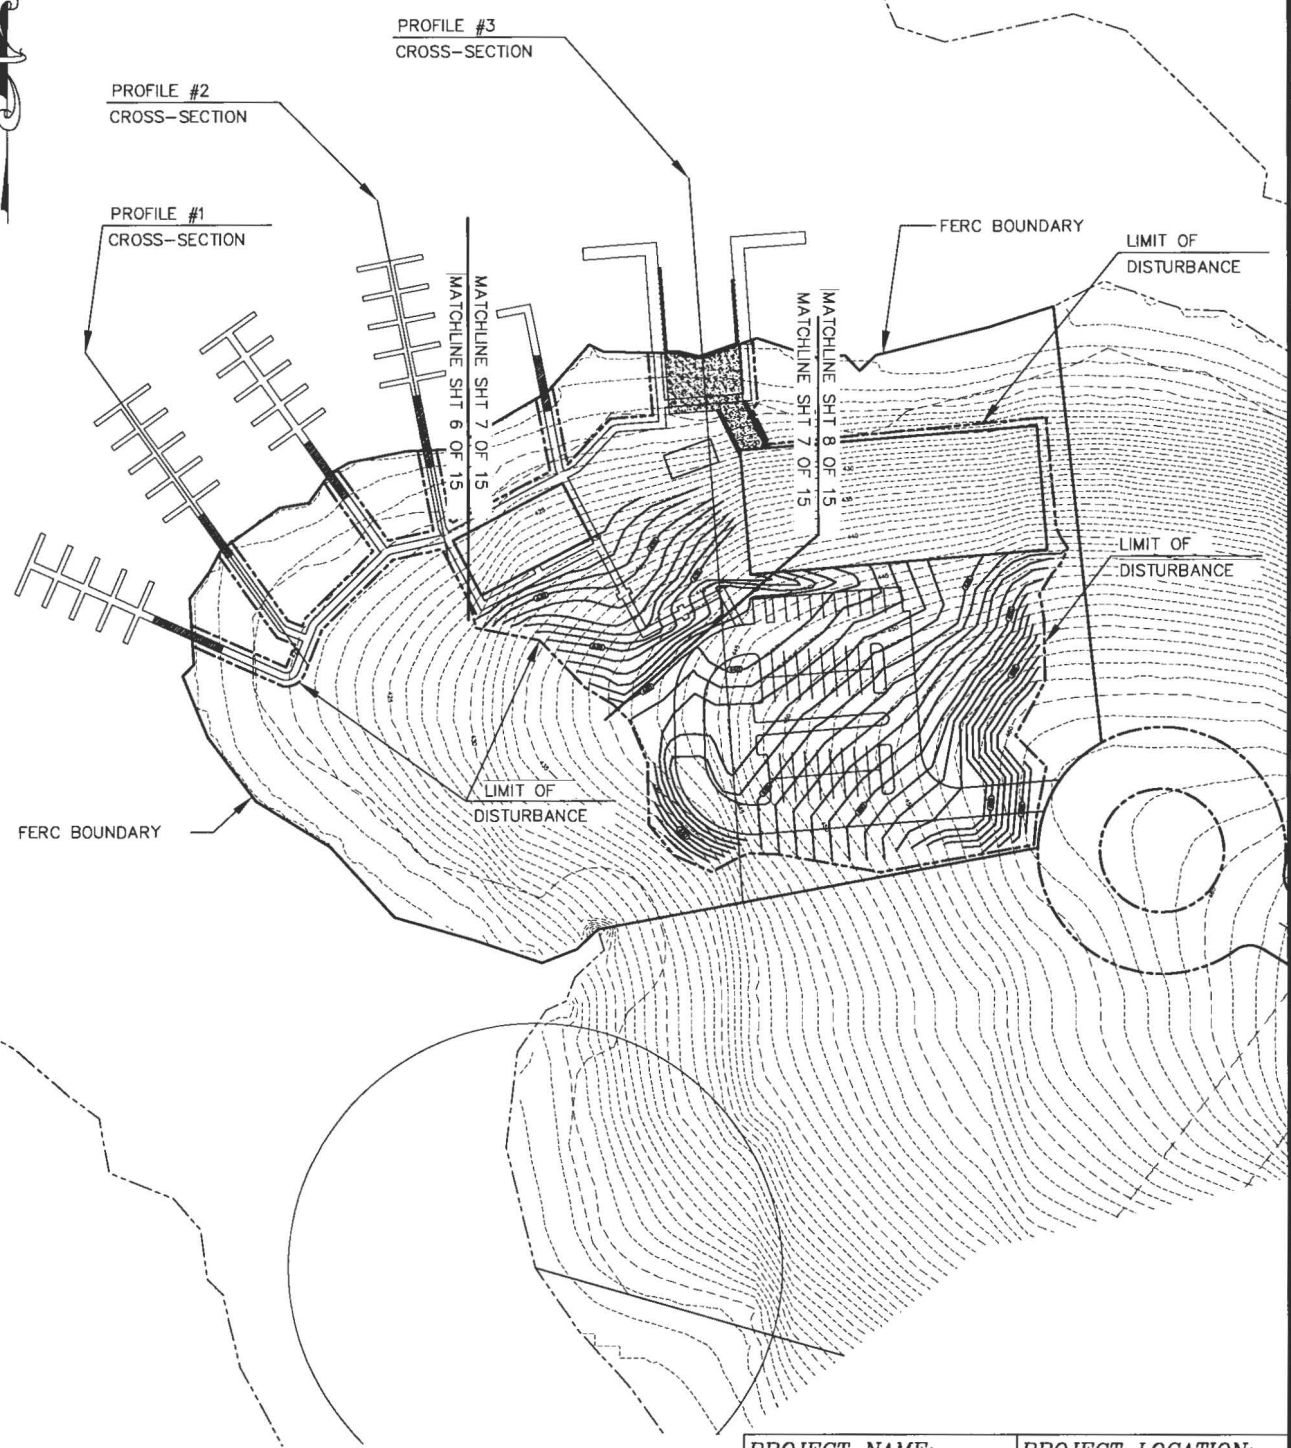 PROFILE #3
CROSS-SECTION
PROFILE #2
CROSS-SECTION
PROFILE #1
CROSS-SECTION
FERC BOUNDARY
LIMIT OF
DISTURBANCE
MATCHLINE SHT 7 OF 15
MATCHLINE SHT 6 OF 15
MATCHLINE SHT 8 OF 15
MATCHLINE SHT 7 OF 15
LIMIT OF
DISTURBANCE
LIMIT OF
DISTURBANCE
FERC BOUNDARY
PROJECT NAME:
PROJECT LOCATION: